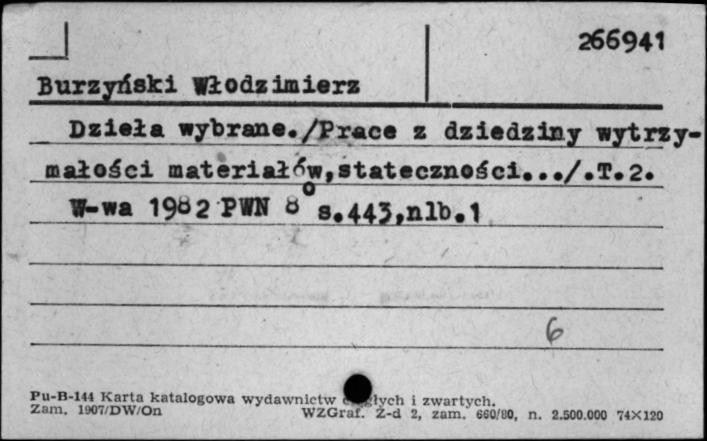 266941
Burzyński Włodzimierz
Dzieła wybrane./Prace z dziedziny wytrzy-
małości materiałów,stateczności.../.T.2.
W-wa 1982 PWN 8° s.443,nlb.1
6
Pu-B-144 Karta katalogowa wydawnictw i zwartych.
Zam. 1907/DW/On WZGraf. Z-d 2, zam. 660/80, n. 2.500.000 74X120